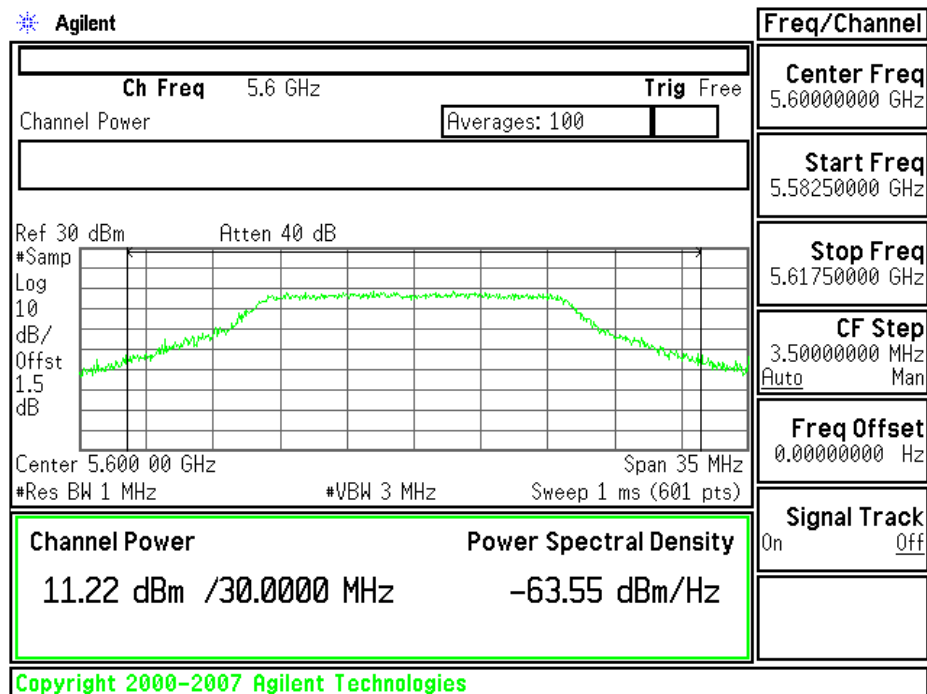 Agilent
Freq/Channel
Ch Freq 5.6 GHz Trig Free
Channel Power Averages: 100
Center Freq
5.60000000 GHz
Start Freq
5.58250000 GHz
Stop Freq
5.61750000 GHz
CF Step
3.50000000 MHz
Auto Man
Freq Offset
0.00000000 Hz
Signal Track
On Off
Ref 30 dBm Atten 40 dB
#Samp
Log
10
dB/
Offst
1.5
dB
Center 5.600 00 GHz Span 35 MHz
#Res BW 1 MHz #VBW 3 MHz Sweep 1 ms (601 pts)
Channel Power Power Spectral Density
11.22 dBm /30.0000 MHz -63.55 dBm/Hz
Copyright 2000-2007 Agilent Technologies